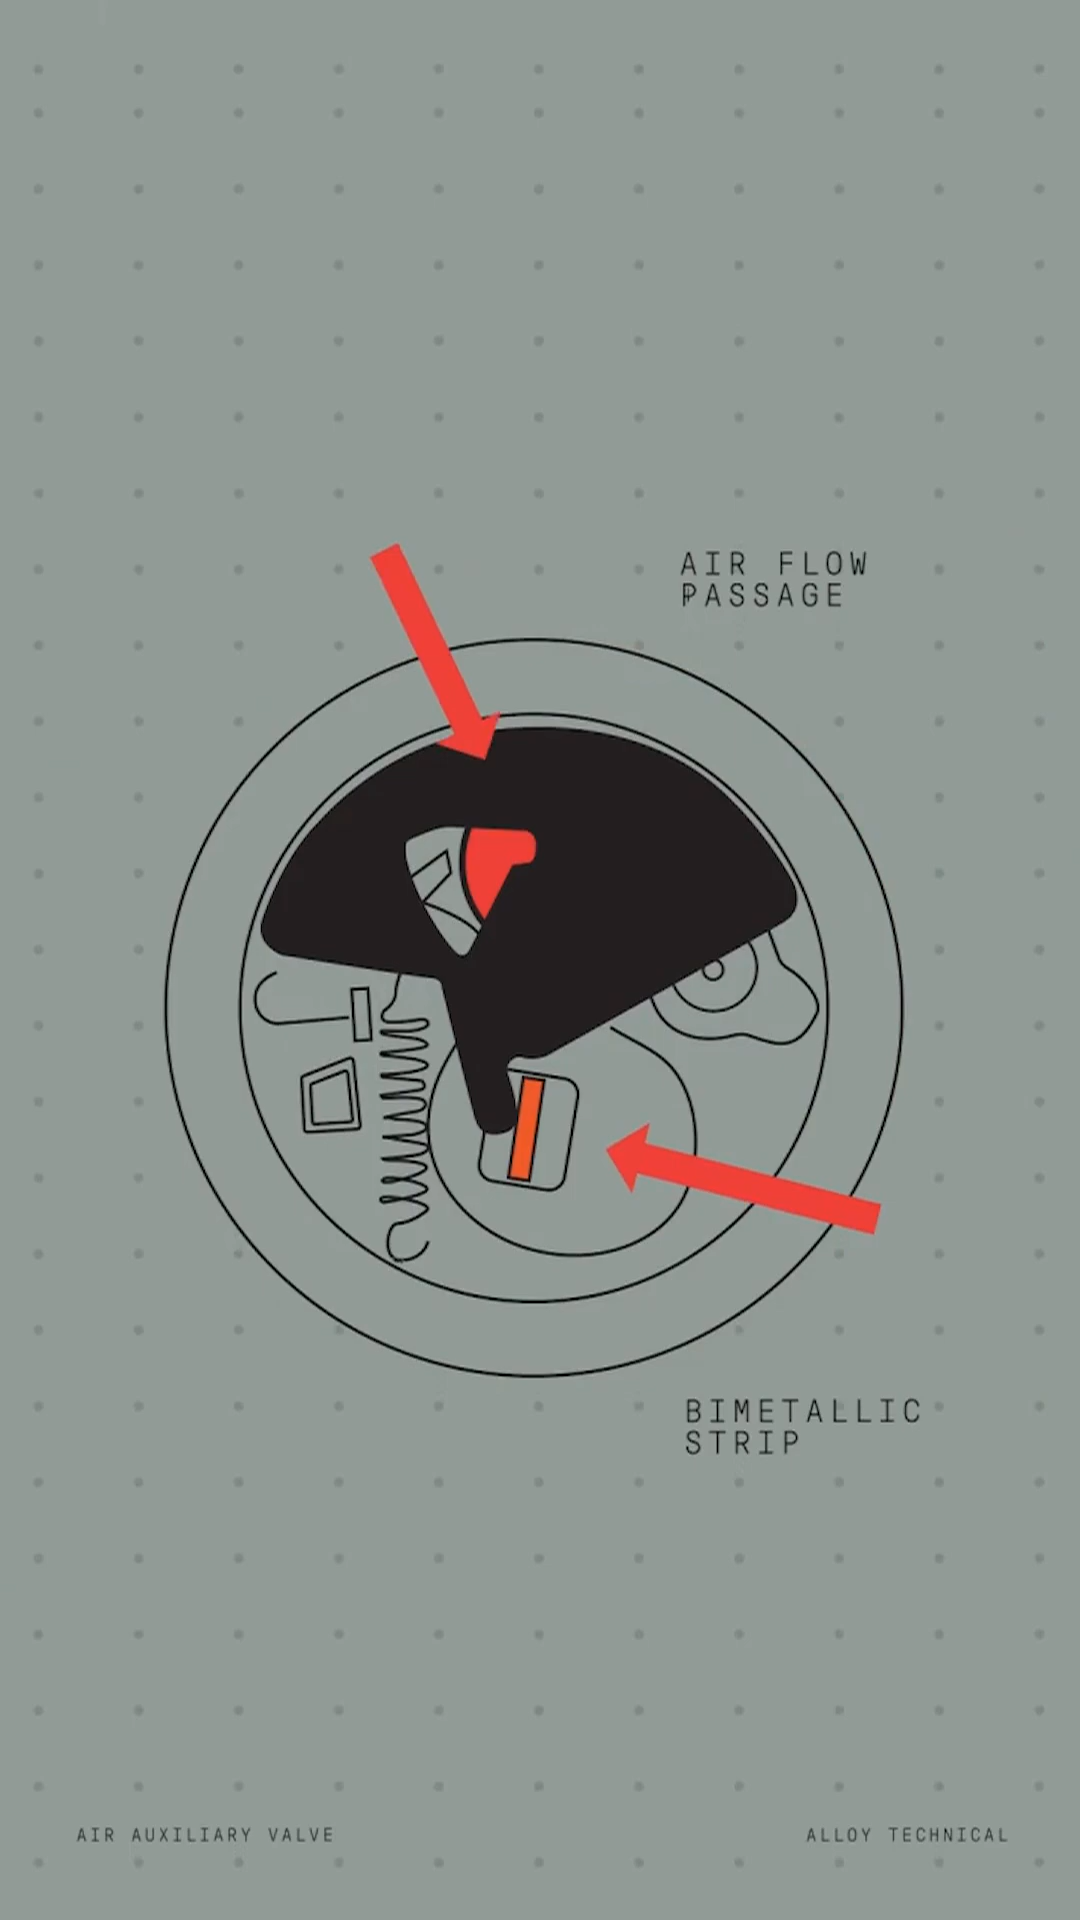 AIR FLOW
PASSAGE
BIMETALLIC
STRIP
AIR AUXILIARY VALVE
ALLOY TECHNICAL